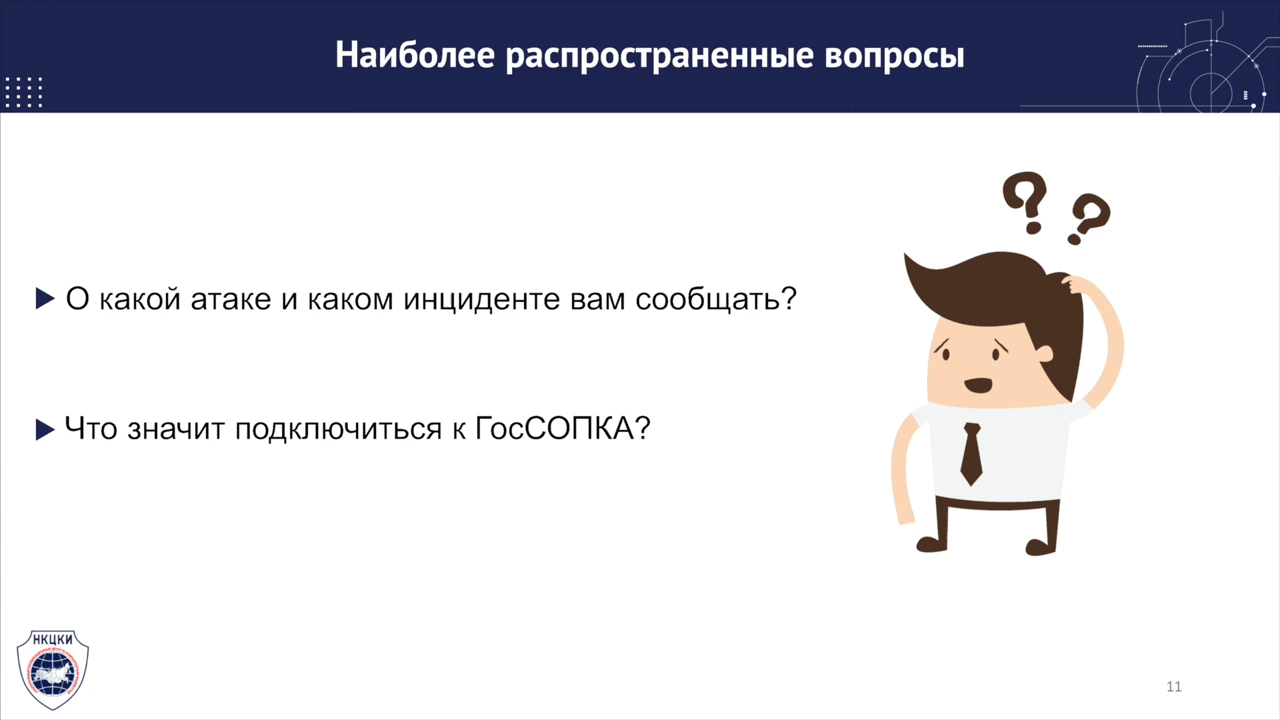 Наиболее распространенные вопросы
О какой атаке и каком инциденте вам сообщать?
Что значит подключиться к ГосСОПКА?
НКЦКИ
11